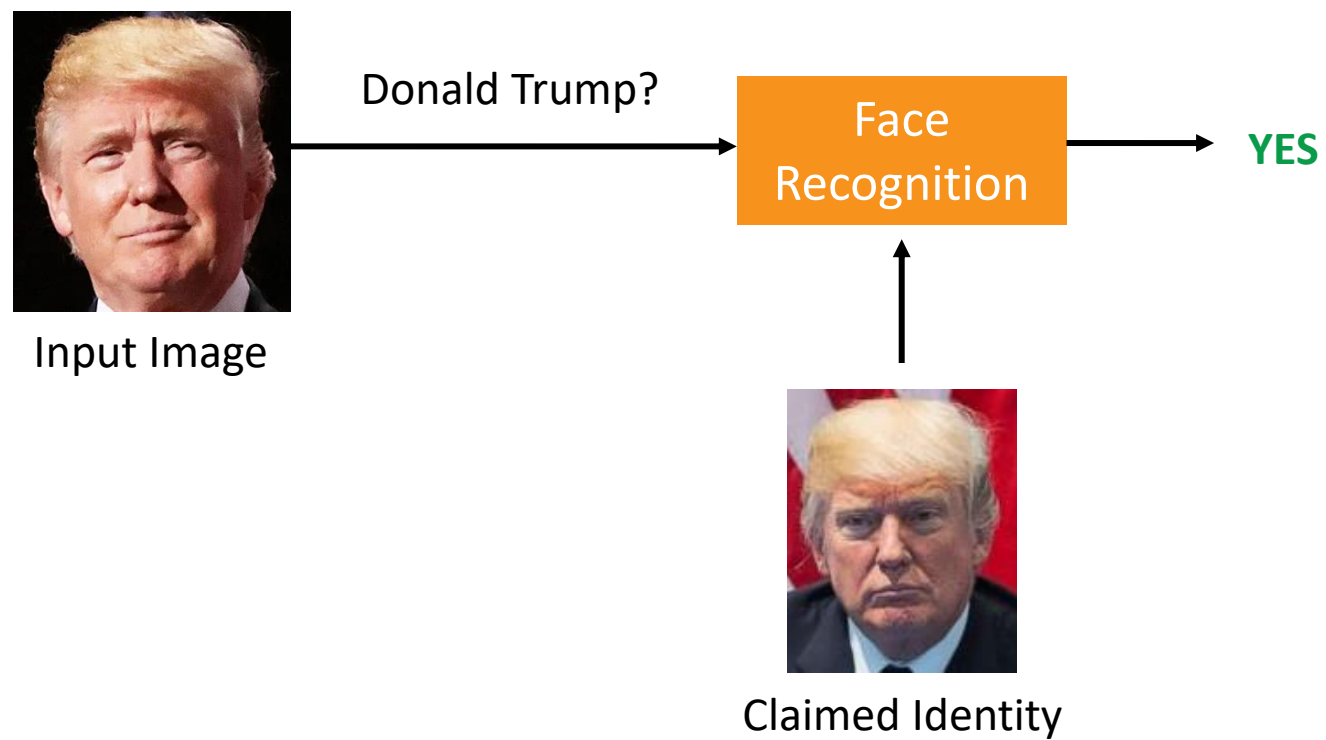 Donald Trump?
Face
Recognition
YES
Input Image
Claimed Identity